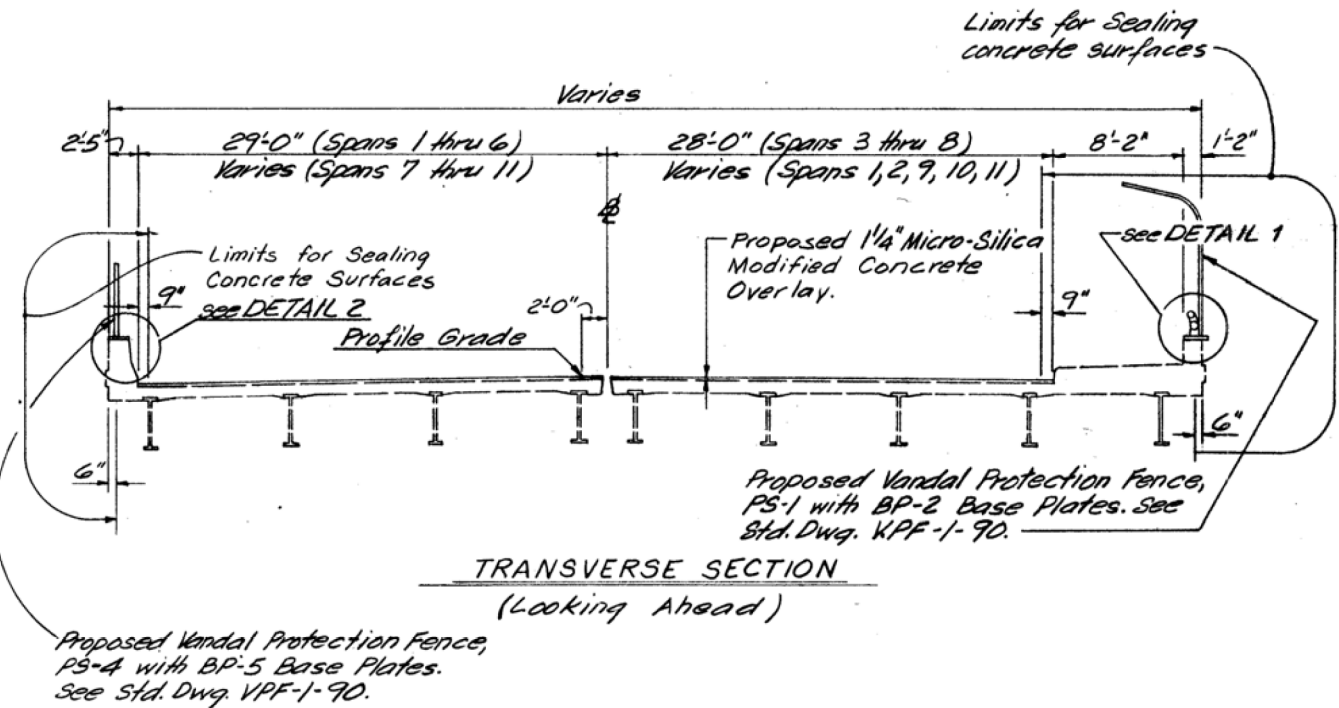 Limits for Sealing
concrete surfaces
Varies
2'-5"
29'-0" (Spans 1 thru 6)
Varies (Spans 7 thru 11)
28'-0" (Spans 3 thru 8)
Varies (Spans 1,2,9,10,11)
8'-2"
1'-2"
Limits for Sealing
Concrete Surfaces
9"
see DETAIL 2
2'-0"
Profile Grade
Proposed 1¼" Micro-Silica
Modified Concrete
Overlay.
9"
see DETAIL 1
6"
6"
Proposed Vandal Protection Fence,
PS-1 with BP-2 Base Plates. See
Std. Dwg. VPF-1-90.
TRANSVERSE SECTION
(Looking Ahead)
Proposed Vandal Protection Fence,
PS-4 with BP-5 Base Plates.
See Std. Dwg. VPF-1-90.